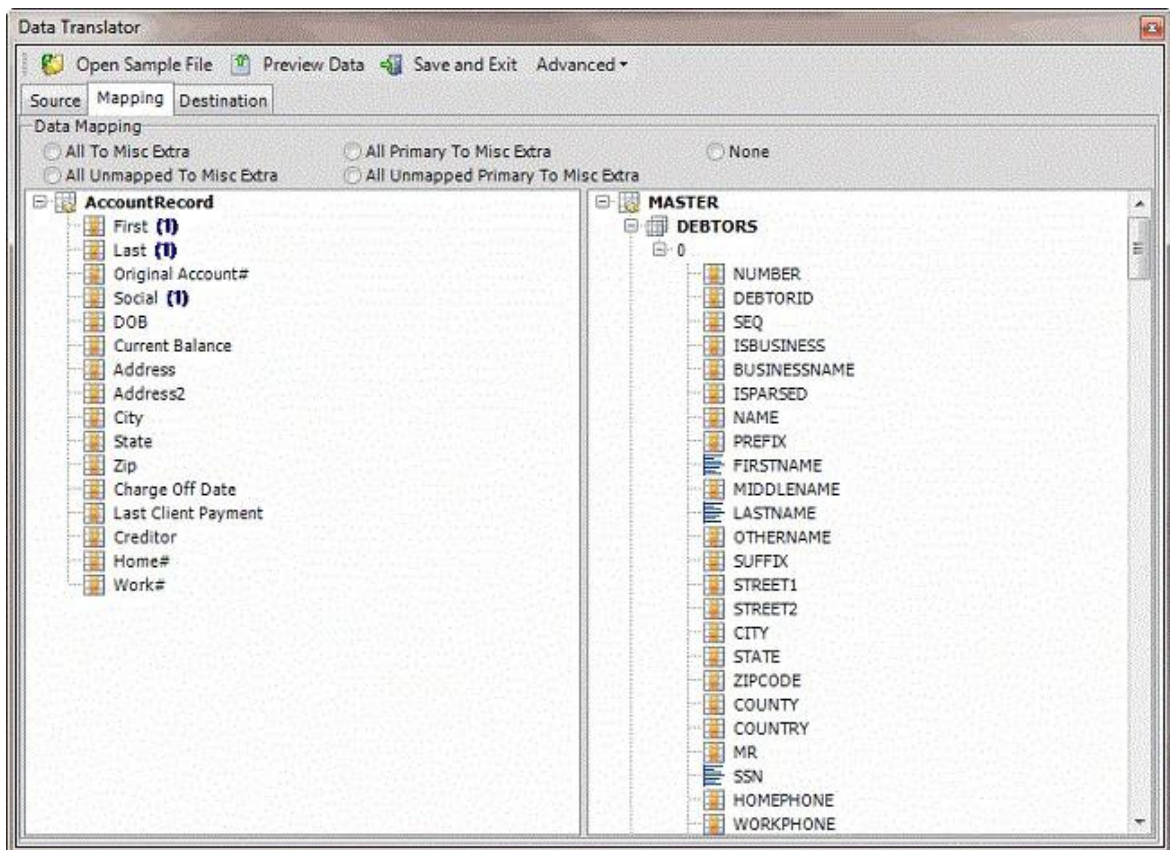 Data Translator
Open Sample File Preview Data Save and Exit Advanced
Source Mapping Destination
Data Mapping
All To Misc Extra All Primary To Misc Extra None
All Unmapped To Misc Extra All Unmapped Primary To Misc Extra
AccountRecord
First (1)
Last (1)
Original Account#
Social (1)
DOB
Current Balance
Address
Address2
City
State
Zip
Charge Off Date
Last Client Payment
Creditor
Home#
Work#
MASTER
DEBTORS
0
NUMBER
DEBTORID
SEQ
ISBUSINESS
BUSINESSNAME
ISPARSED
NAME
PREFIX
FIRSTNAME
MIDDLENAME
LASTNAME
OTHERNAME
SUFFIX
STREET1
STREET2
CITY
STATE
ZIPCODE
COUNTY
COUNTRY
MR
SSN
HOMEPHONE
WORKPHONE